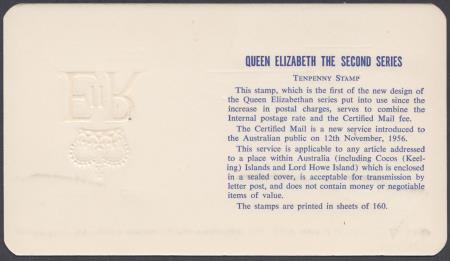 QUEEN ELIZABETH THE SECOND SERIES
TENPENNY STAMP
This stamp, which is the first of the new design of
the Queen Elizabethan series put into use since the
increase in postal charges, serves to combine the
Internal postage rate and the Certified Mail fee.
The Certified Mail is a new service introduced to
the Australian public on 12th November, 1956.
This service is applicable to any article addressed
to a place within Australia (including Cocos (Keel-
ing) Islands and Lord Howe Island) which is enclosed
in a sealed cover, is acceptable for transmission by
letter post, and does not contain money or negotiable
items of value.
The stamps are printed in sheets of 160.
EIIR